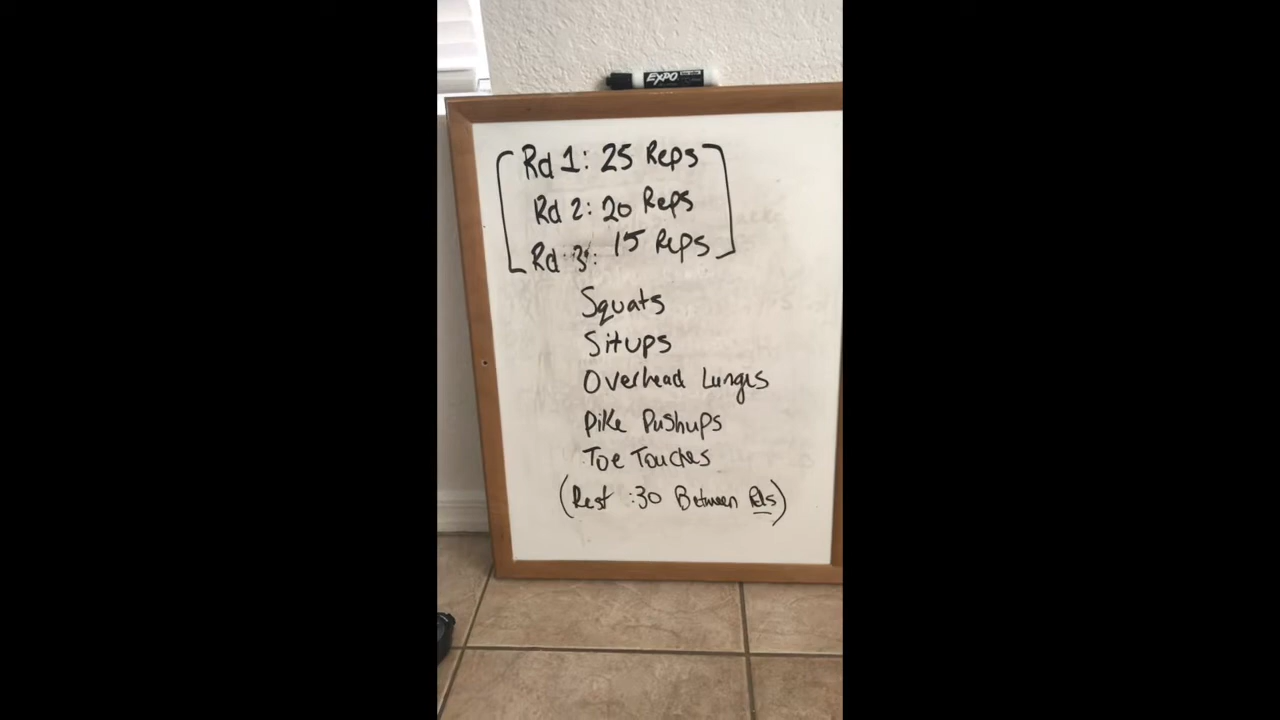 EXPO
Rd 1: 25 Reps
Rd 2: 20 Reps
Rd 3: 15 Reps
Squats
Situps
Overhead Lunges
Pike Pushups
Toe Touches
(Rest :30 Between Rds)